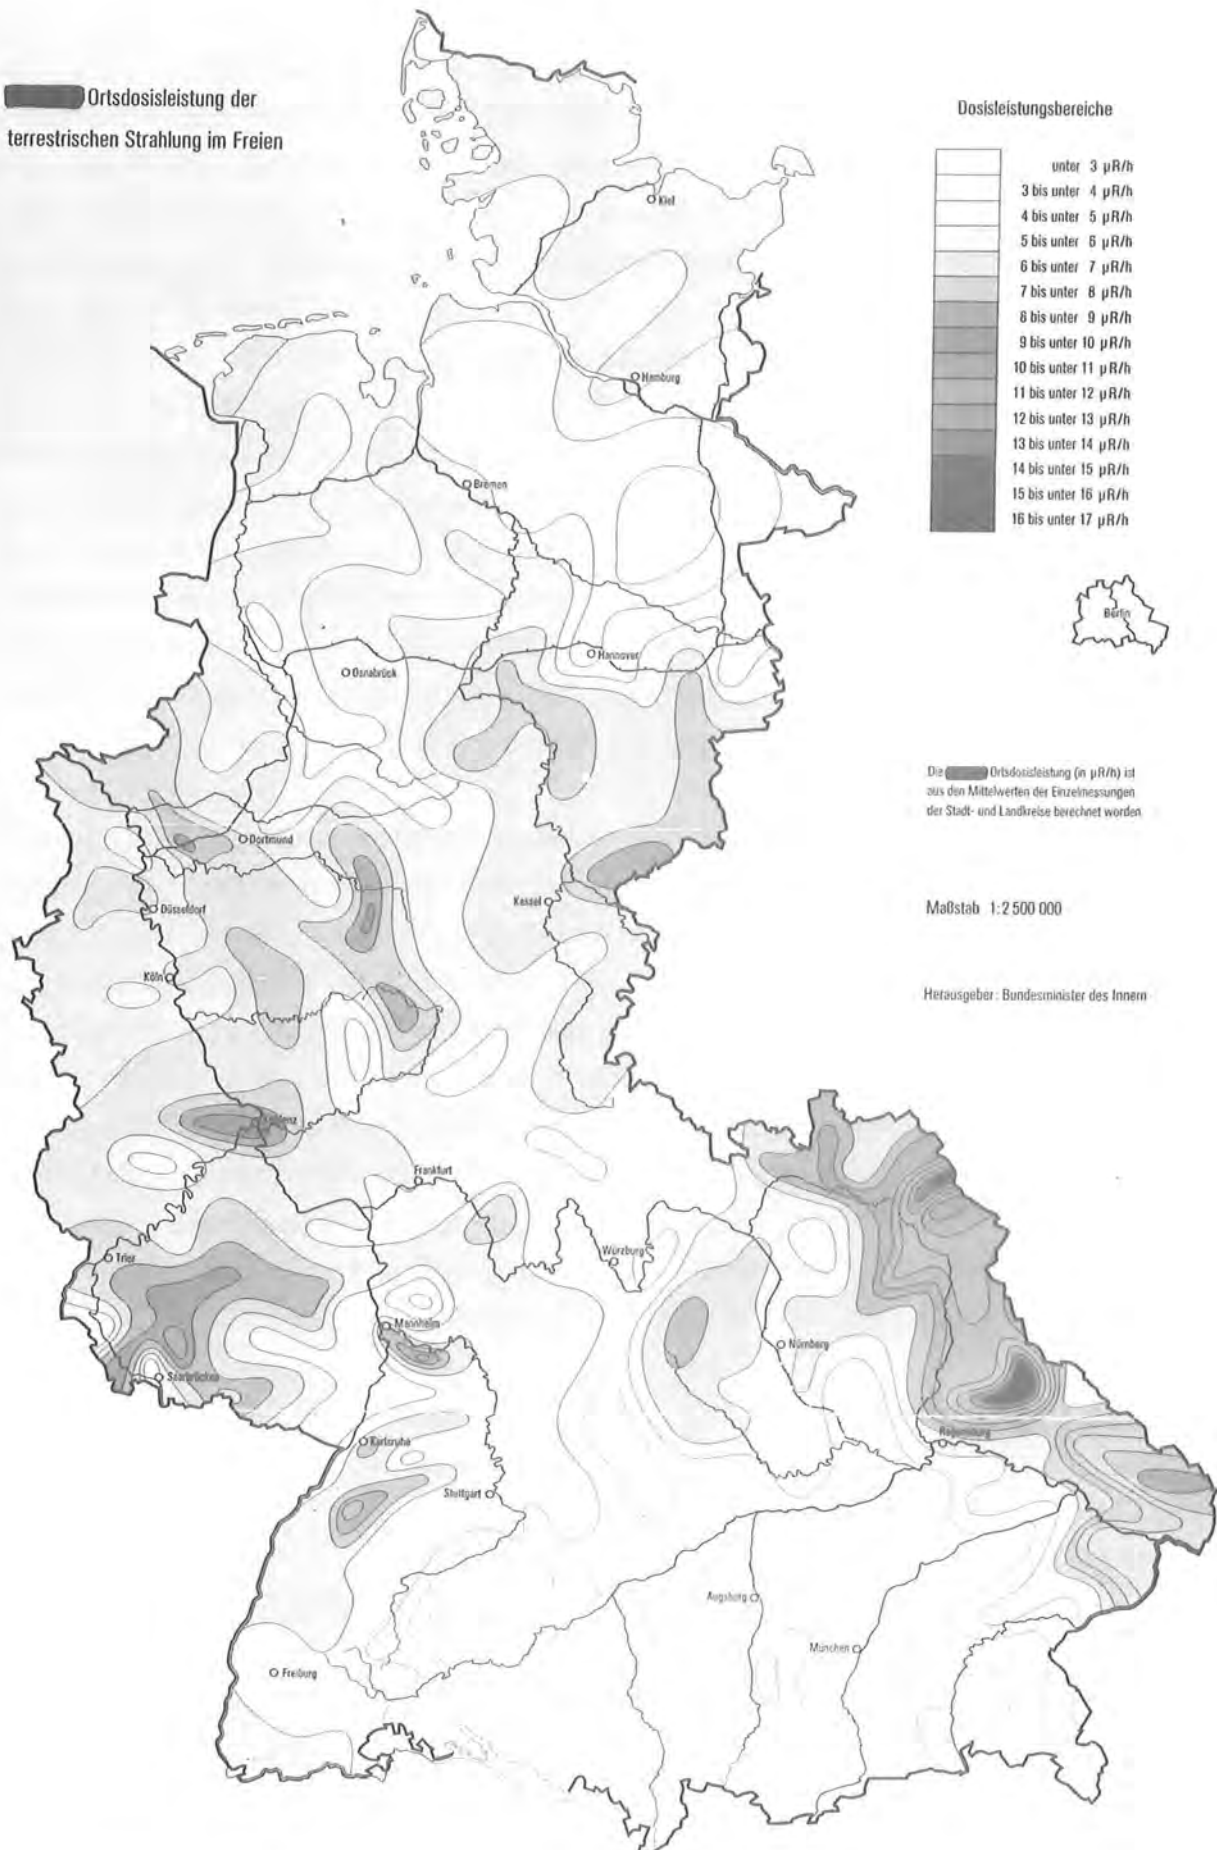 Ortsdosisleistung der
terrestrischen Strahlung im Freien
Dosisleistungsbereiche
unter 3 µR/h
3 bis unter 4 µR/h
4 bis unter 5 µR/h
5 bis unter 6 µR/h
6 bis unter 7 µR/h
7 bis unter 8 µR/h
8 bis unter 9 µR/h
9 bis unter 10 µR/h
10 bis unter 11 µR/h
11 bis unter 12 µR/h
12 bis unter 13 µR/h
13 bis unter 14 µR/h
14 bis unter 15 µR/h
15 bis unter 16 µR/h
16 bis unter 17 µR/h
Kiel
Hamburg
Bremen
Berlin
Hannover
Osnabrück
Die Ortsdosisleistung (in µR/h) ist
aus den Mittelwerten der Einzelmessungen
der Stadt- und Landkreise berechnet worden
Dortmund
Kassel
Düsseldorf
Maßstab 1:2 500 000
Köln
Herausgeber: Bundesminister des Innern
Koblenz
Frankfurt
Trier
Würzburg
Mannheim
Nürnberg
Saarbrücken
Karlsruhe
Regensburg
Stuttgart
Augsburg
München
Freiburg